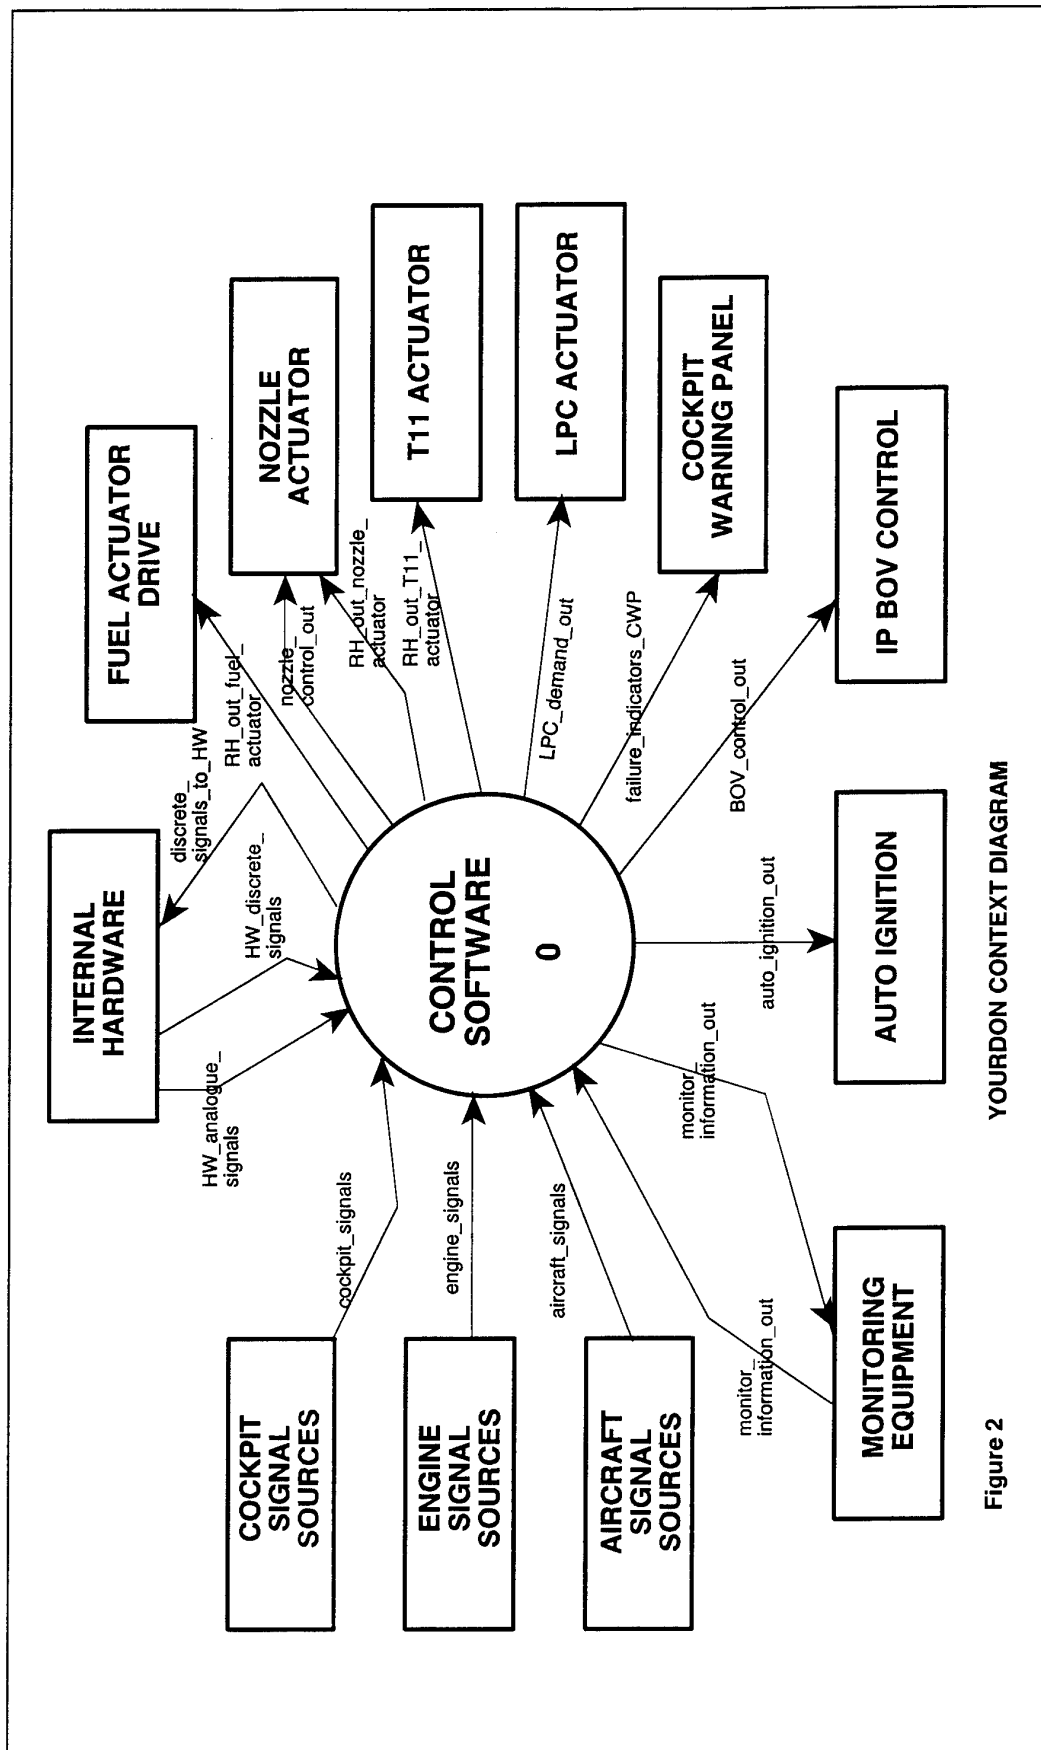 INTERNAL
HARDWARE
FUEL ACTUATOR
DRIVE
NOZZLE
ACTUATOR
T11 ACTUATOR
LPC ACTUATOR
COCKPIT
WARNING PANEL
IP BOV CONTROL
AUTO IGNITION
MONITORING
EQUIPMENT
AIRCRAFT
SIGNAL
SOURCES
ENGINE
SIGNAL
SOURCES
COCKPIT
SIGNAL
SOURCES
CONTROL
SOFTWARE
0
HW_analogue_
signals
HW_discrete_
signals
discrete_
signals_to_HW
RH_out_fuel_
actuator
nozzle_
control_out
RH_out_nozzle_
actuator
RH_out_T11_
actuator
LPC_demand_out
failure_indicators_CWP
BOV_control_out
auto_ignition_out
monitor_
information_out
monitor_
information_out
aircraft_signals
engine_signals
cockpit_signals
Figure 2
YOURDON CONTEXT DIAGRAM